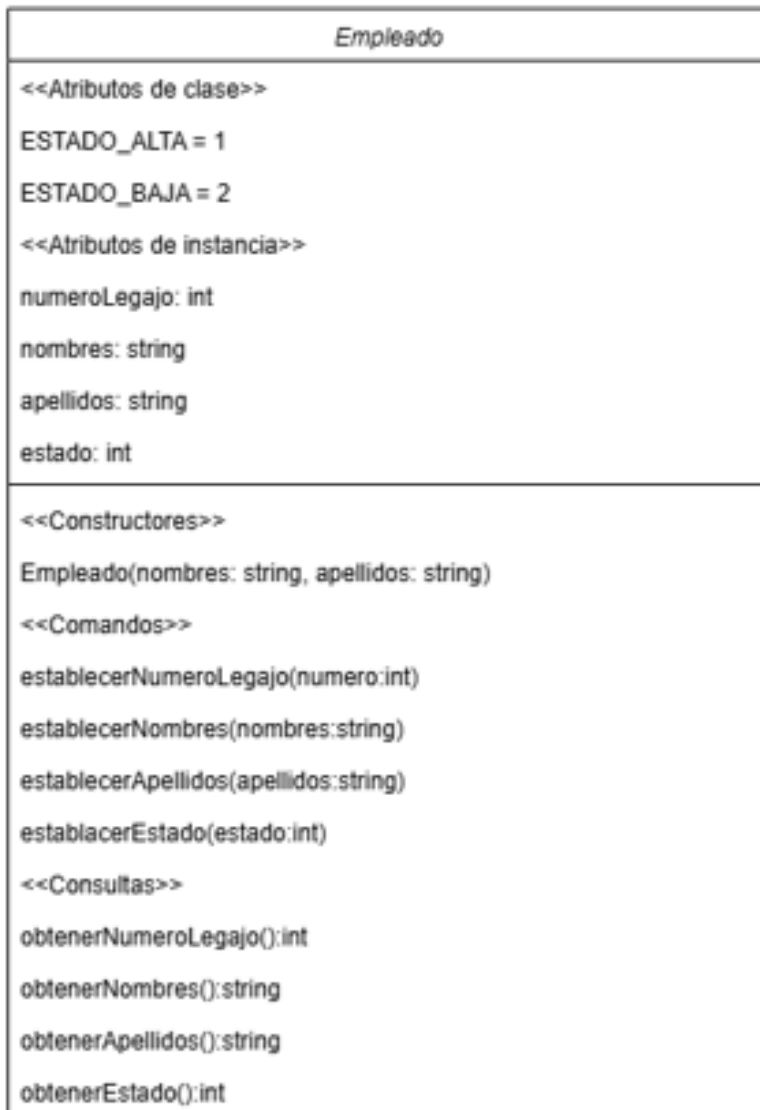 Empleado
<<Atributos de clase>>
ESTADO_ALTA = 1
ESTADO_BAJA = 2
<<Atributos de instancia>>
numeroLegajo: int
nombres: string
apellidos: string
estado: int
<<Constructores>>
Empleado(nombres: string, apellidos: string)
<<Comandos>>
establecerNumeroLegajo(numero:int)
establecerNombres(nombres:string)
establecerApellidos(apellidos:string)
establacerEstado(estado:int)
<<Consultas>>
obtenerNumeroLegajo():int
obtenerNombres():string
obtenerApellidos():string
obtenerEstado():int